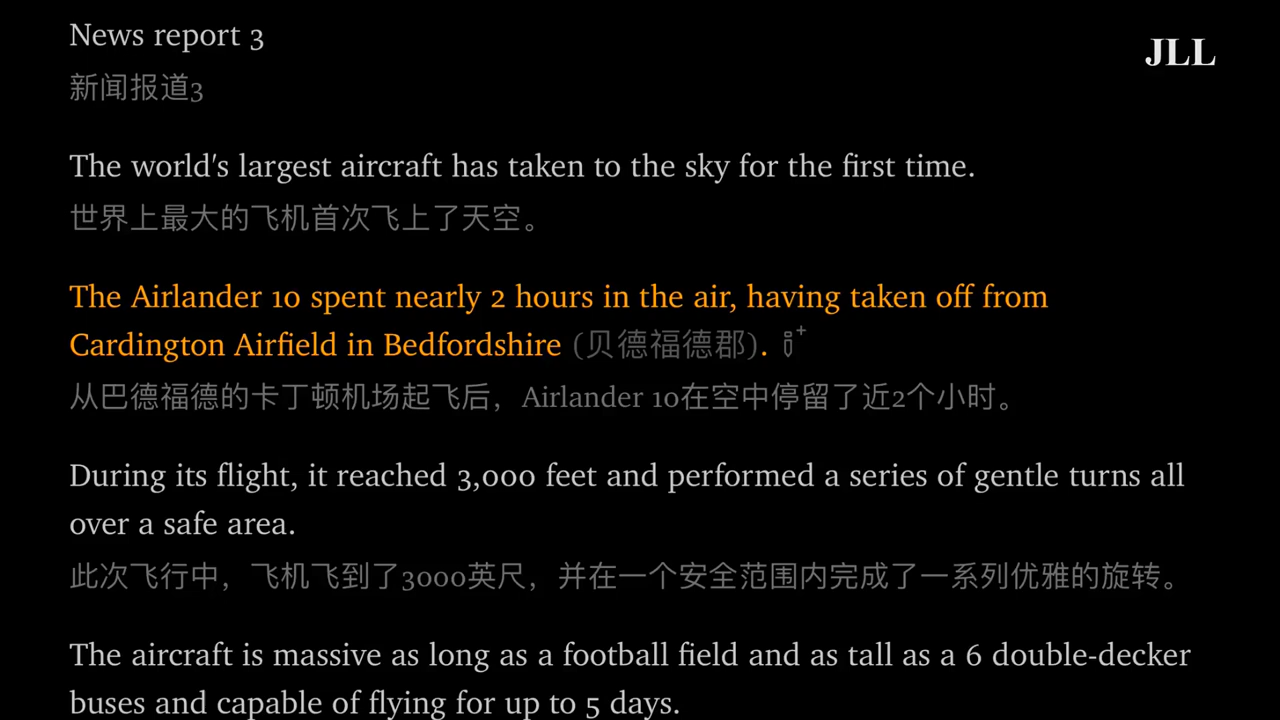 News report 3
JLL
新闻报道3
The world's largest aircraft has taken to the sky for the first time.
世界上最大的飞机首次飞上了天空。
The Airlander 10 spent nearly 2 hours in the air, having taken off from
Cardington Airfield in Bedfordshire (贝德福德郡).
从巴德福德的卡丁顿机场起飞后，Airlander 10在空中停留了近2个小时。
During its flight, it reached 3,000 feet and performed a series of gentle turns all
over a safe area.
此次飞行中，飞机飞到了3000英尺，并在一个安全范围内完成了一系列优雅的旋转。
The aircraft is massive as long as a football field and as tall as a 6 double-decker
buses and capable of flying for up to 5 days.